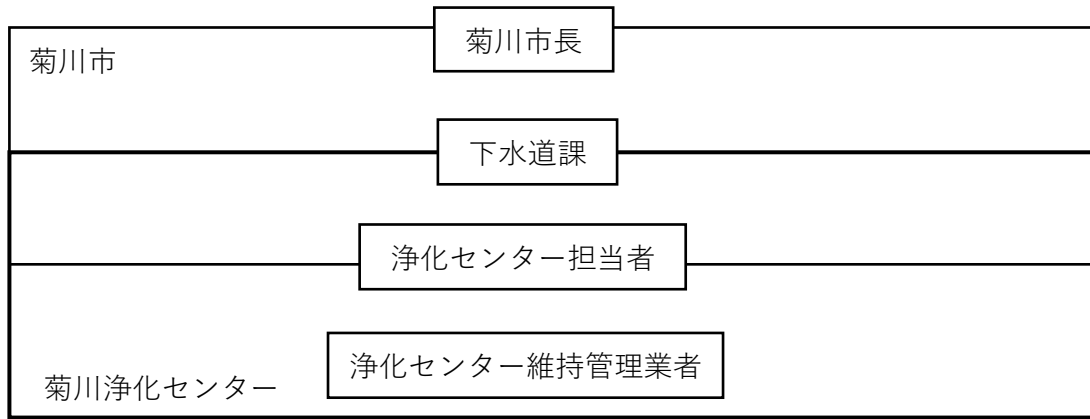 菊川市長
菊川市
下水道課
浄化センター担当者
浄化センター維持管理業者
菊川浄化センター